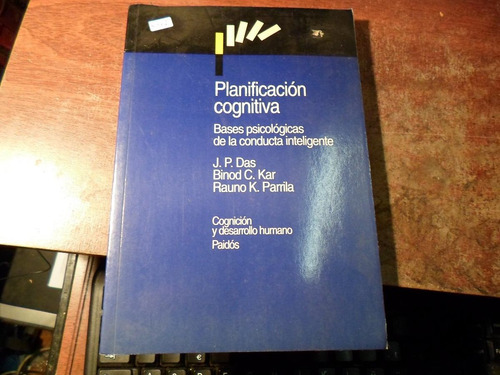 Planificación
cognitiva
Bases psicológicas
de la conducta inteligente
J. P. Das
Binod C. Kar
Rauno K. Parrila
Cognición
y desarrollo humano
Paidós